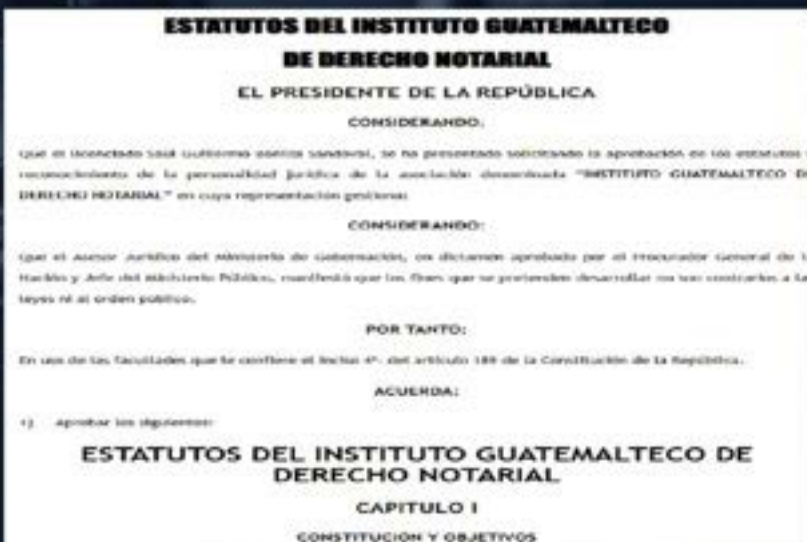 ESTATUTOS DEL INSTITUTO GUATEMALTECO
DE DERECHO NOTARIAL
EL PRESIDENTE DE LA REPÚBLICA
CONSIDERANDO:
Que el licenciado Saúl Guillermo Sandoval, se ha presentado solicitando la aprobación de los estatutos
reconocimiento de la personalidad jurídica de la asociación denominada "INSTITUTO GUATEMALTECO DE
DERECHO NOTARIAL" en cuya representación gestiona:
CONSIDERANDO:
Que el Asesor Jurídico del Ministerio de Gobernación, en dictamen aprobado por el Procurador General de l
Nación y Jefe del Ministerio Público, manifestó que los fines que se pretenden desarrollar no son contrarios a la
leyes ni al orden público.
POR TANTO:
En uso de las facultades que le confiere el inciso 4º. del artículo 189 de la Constitución de la República.
ACUERDA:
1) Aprobar los siguientes:
ESTATUTOS DEL INSTITUTO GUATEMALTECO DE
DERECHO NOTARIAL
CAPITULO I
CONSTITUCION Y OBJETIVOS